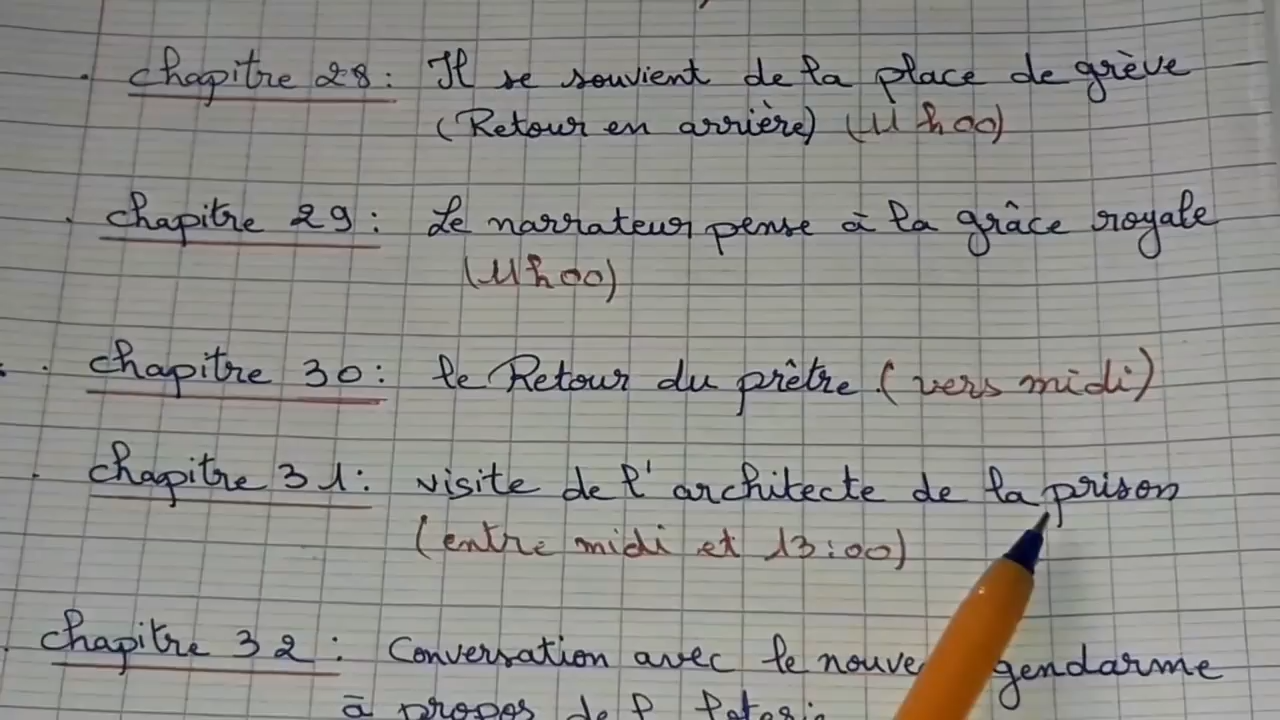 . chapitre 28 : Il se souvient de la place de grève
(Retour en arrière) (11h00)
. chapitre 29 : Le narrateur pense à la grâce royale
(11h00)
. chapitre 30 : le Retour du prêtre. (vers midi)
. chapitre 31 : visite de l'architecte de la prison
(entre midi et 13:00)
. chapitre 32 : Conversation avec le gendarme
à propos de l